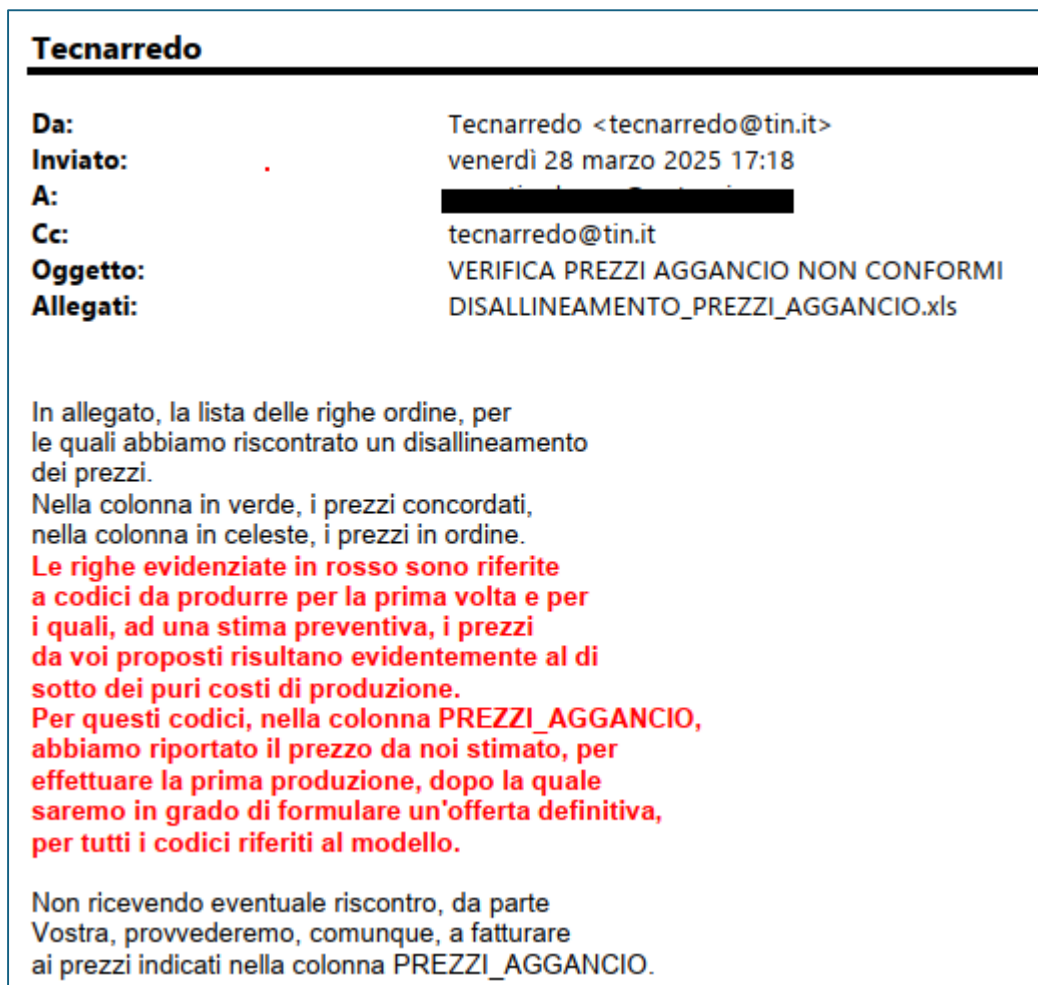 Tecnarredo
Da: Tecnarredo <tecnarredo@tin.it>
Inviato: venerdì 28 marzo 2025 17:18
A:
Cc: tecnarredo@tin.it
Oggetto: VERIFICA PREZZI AGGANCIO NON CONFORMI
Allegati: DISALLINEAMENTO_PREZZI_AGGANCIO.xls
In allegato, la lista delle righe ordine, per
le quali abbiamo riscontrato un disallineamento
dei prezzi.
Nella colonna in verde, i prezzi concordati,
nella colonna in celeste, i prezzi in ordine.
Le righe evidenziate in rosso sono riferite
a codici da produrre per la prima volta e per
i quali, ad una stima preventiva, i prezzi
da voi proposti risultano evidentemente al di
sotto dei puri costi di produzione.
Per questi codici, nella colonna PREZZI_AGGANCIO,
abbiamo riportato il prezzo da noi stimato, per
effettuare la prima produzione, dopo la quale
saremo in grado di formulare un'offerta definitiva,
per tutti i codici riferiti al modello.
Non ricevendo eventuale riscontro, da parte
Vostra, provvederemo, comunque, a fatturare
ai prezzi indicati nella colonna PREZZI_AGGANCIO.